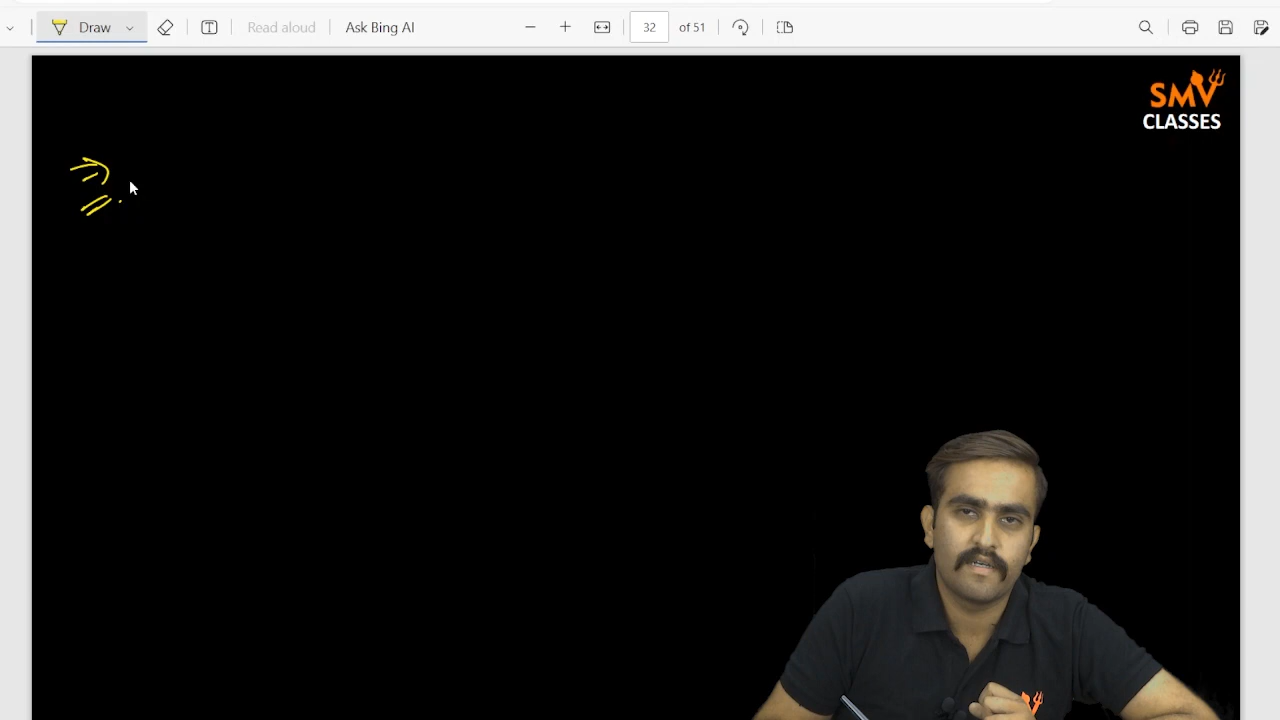 Draw
Read aloud
Ask Bing AI
32
of 51
SMV
CLASSES